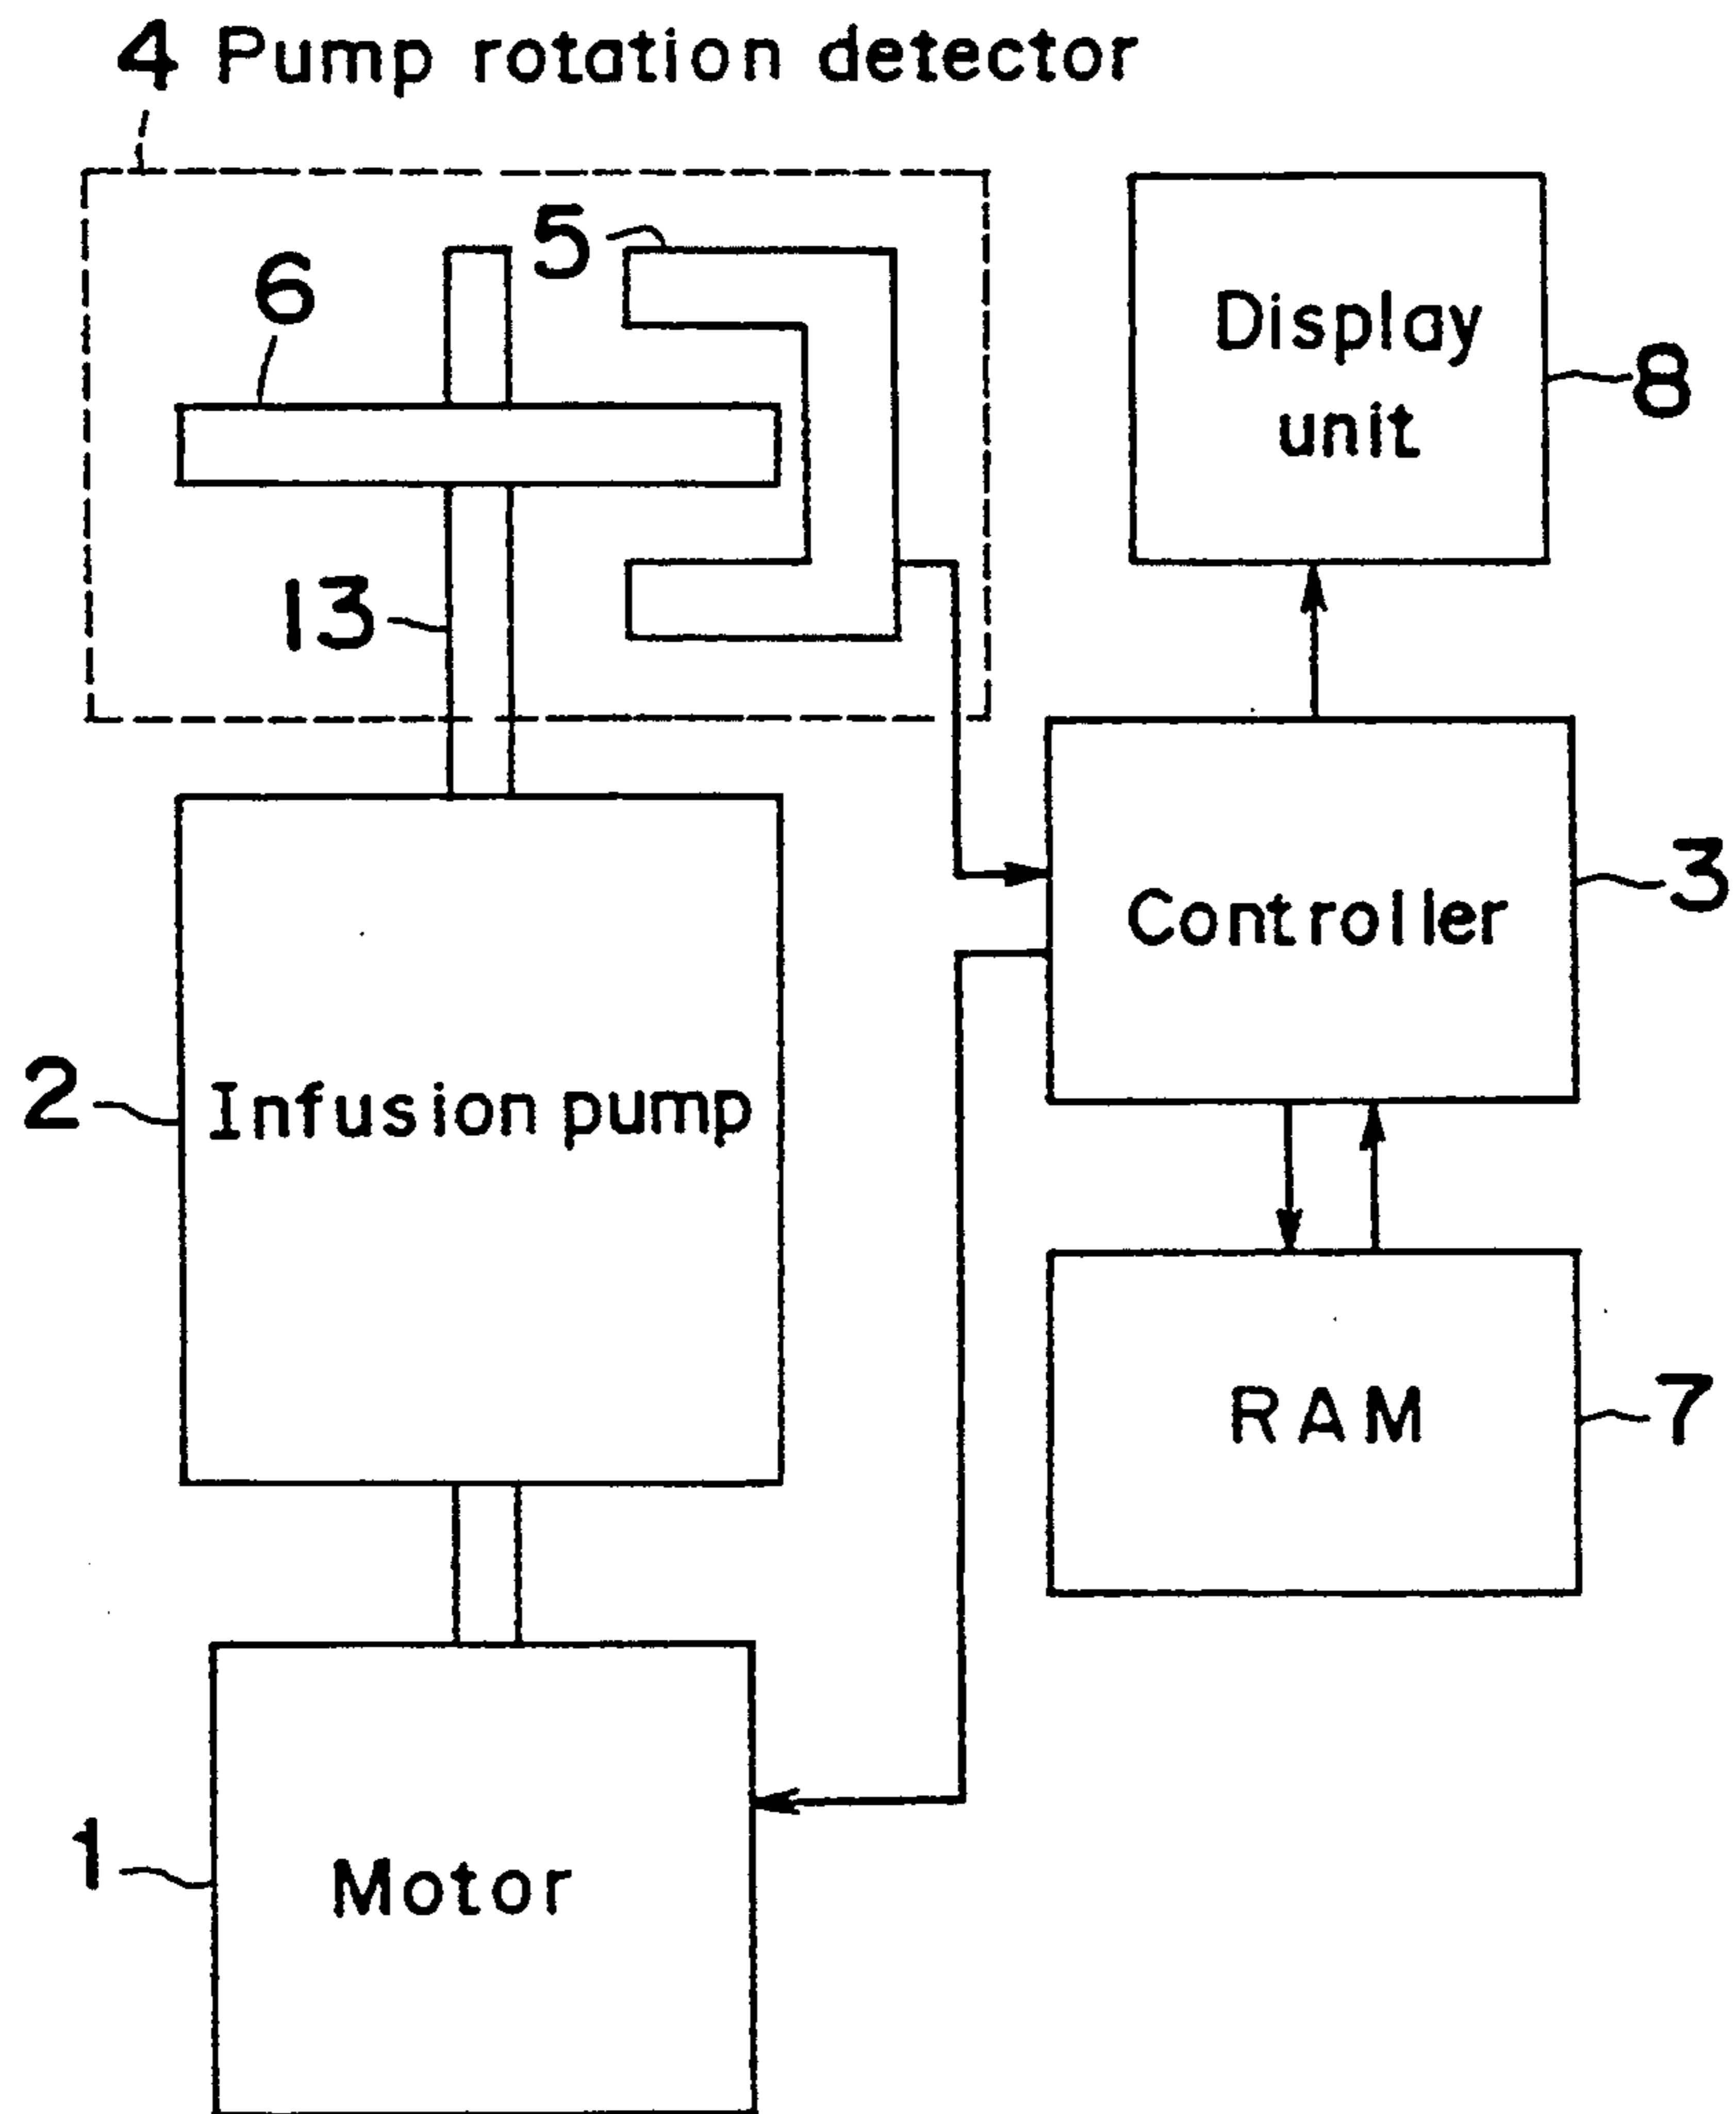 4 Pump rotation detector
5
6
Display
unit
8
13
3
Controller
2
Infusion pump
RAM
7
1
Motor